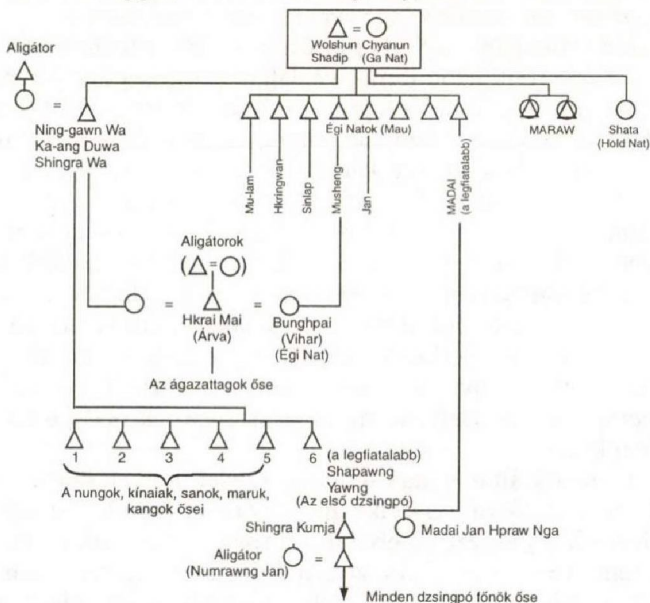 Wolshun Chyanun
Shadip (Ga Nat)
Aligátor
=
=
Ning-gawn Wa
Ka-ang Duwa
Shingra Wa
Égi Natok (Mau)
MARAW
Shata
(Hold Nat)
Mu-lam
Hkringwan
Sinlap
Musheng
Jan
MADAI
(a legfiatalabb)
Aligátorok
( = )
= =
Hkrai Mai
(Árva)
Bunghpai
(Vihar)
(Égi Nat)
Az ágazattagok őse
1 2 3 4 5 6
(a legfiatalabb)
Shapawng
Yawng
(Az első dzsingpó)
A nungok, kínaiak, sanok, maruk,
kangok ősei
Shingra Kumja
Madai Jan Hpraw Nga
Aligátor =
(Numrawng Jan)
Minden dzsingpó főnök őse